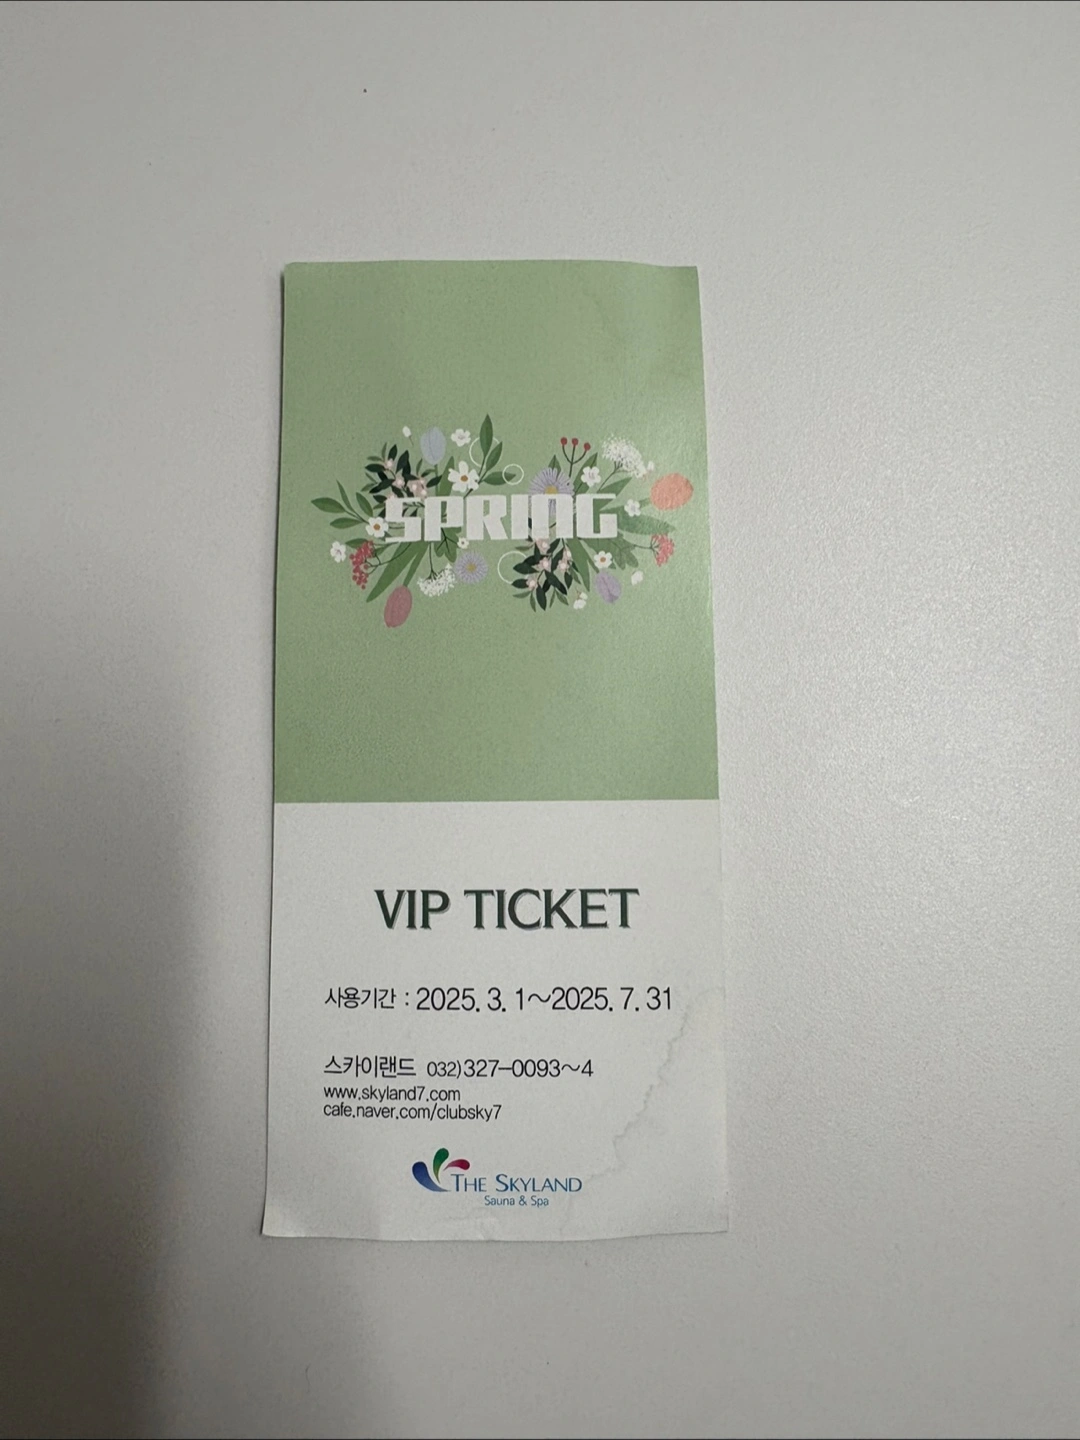 SPRING
VIP TICKET
사용기간 : 2025. 3. 1~2025. 7. 31
스카이랜드 032)327-0093~4
www.skyland7.com
cafe.naver.com/clubsky7
THE SKYLAND
Sauna & Spa